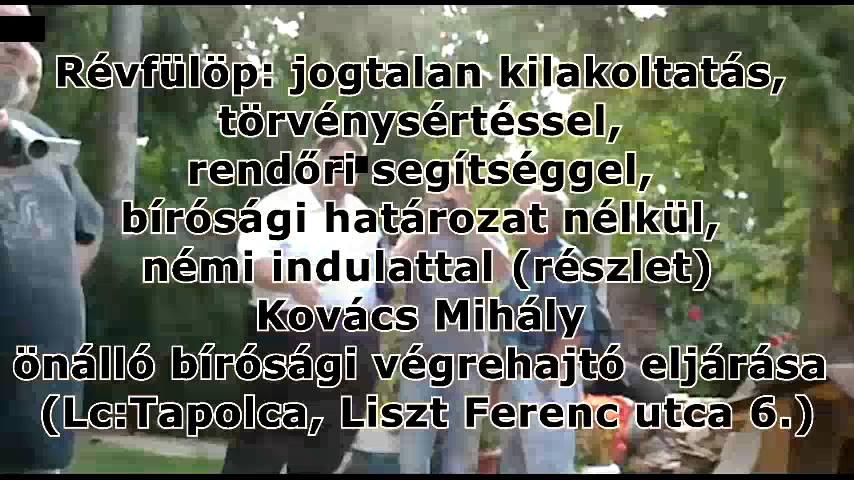 Révfülöp: jogtalan kilakoltatás,
törvénysértéssel,
rendőri segítséggel,
bírósági határozat nélkül,
némi indulattal (részlet)
Kovács Mihály
önálló bírósági végrehajtó eljárása
(Lc:Tapolca, Liszt Ferenc utca 6.)